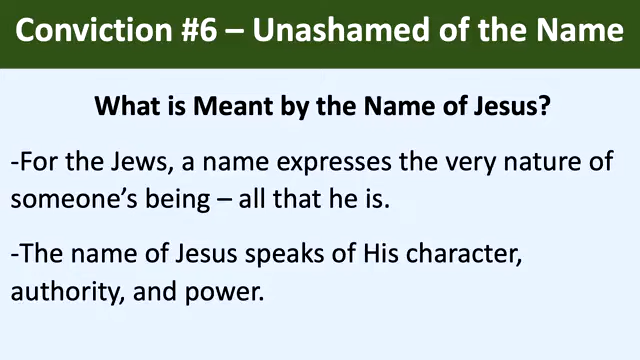 Conviction #6 – Unashamed of the Name
What is Meant by the Name of Jesus?
-For the Jews, a name expresses the very nature of
someone’s being – all that he is.
-The name of Jesus speaks of His character,
authority, and power.